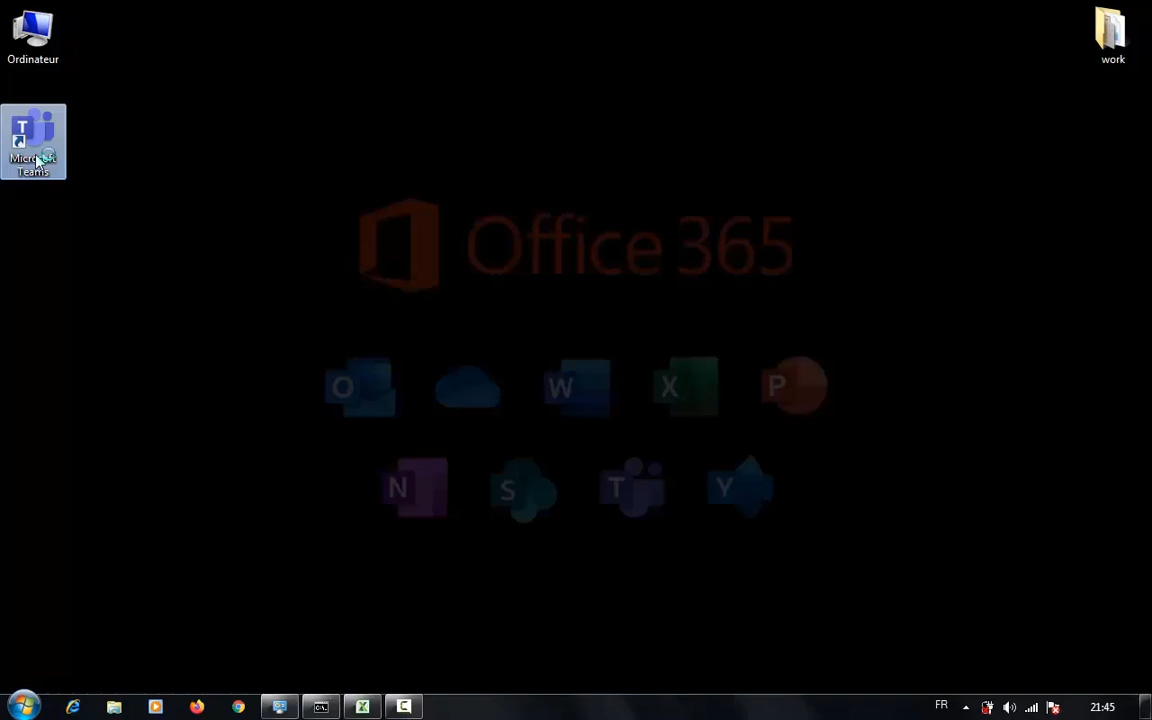 Ordinateur
work
T
Microsoft
Teams
Office 365
O
W
X
P
N
S
T
Y
FR
21:45